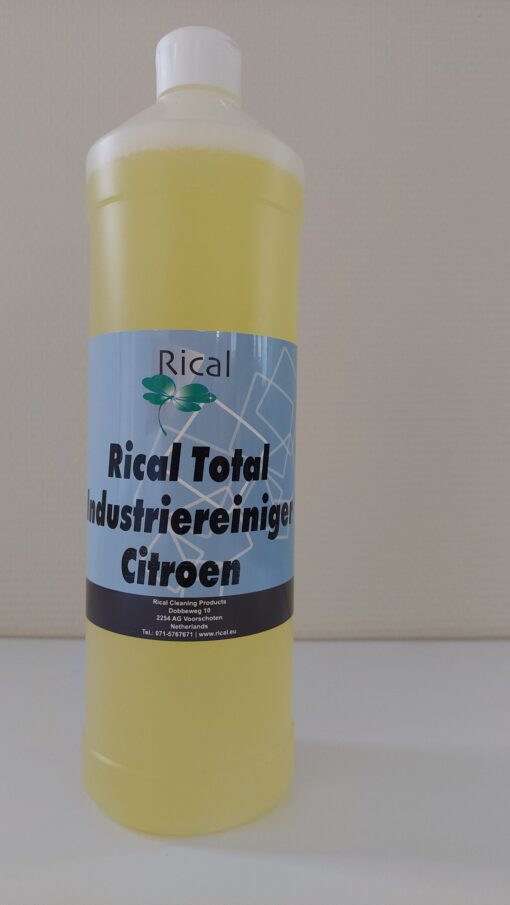 Rical
Rical Total
Industriereiniger
Citroen
Rical Cleaning Products
Dobbeweg 10
2254 AG Voorschoten
Netherlands
Tel.: 071-5767671 | www.rical.eu